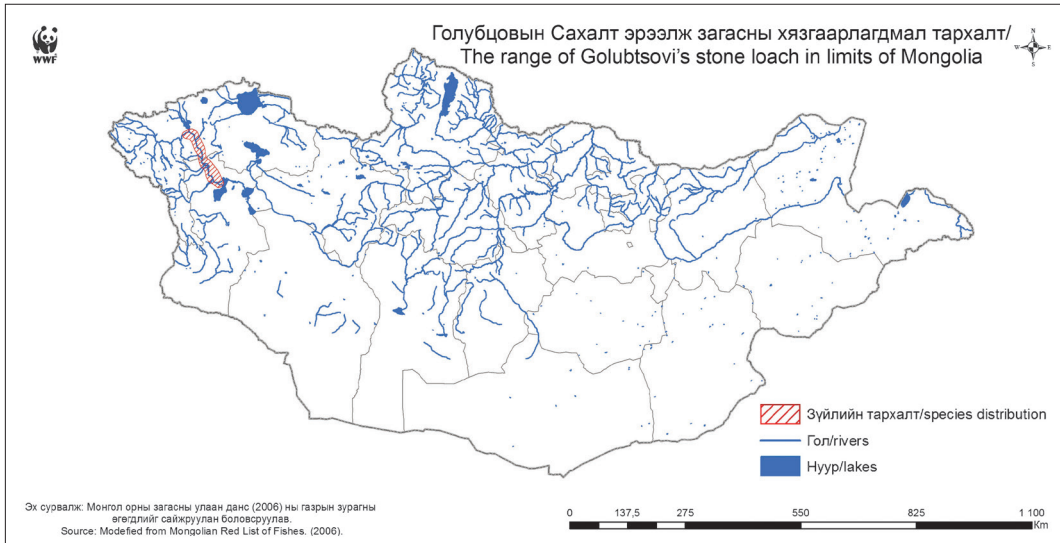 WWF
Голубцовын Сахалт эрээлж загасны хязгаарлагдмал тархалт/
The range of Golubtsovi's stone loach in limits of Mongolia
N
W E
S
Зүйлийн тархалт/species distribution
Гол/rivers
Нуур/lakes
Эх сурвалж: Монгол орны загасны улаан данс (2006) ны газрын зурагны
өгөгдлийг сайжруулан боловсруулав.
Source: Modefied from Mongolian Red List of Fishes. (2006).
0 137,5 275 550 825 1 100
Km